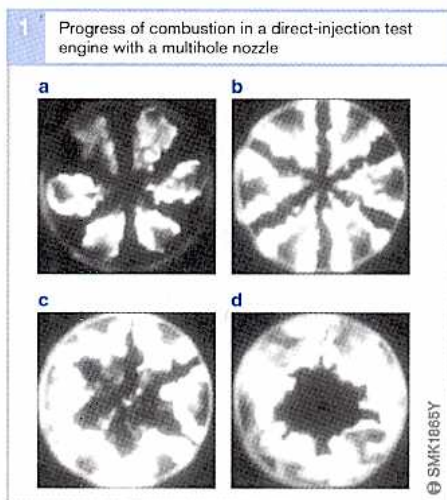 1 Progress of combustion in a direct-injection test
engine with a multihole nozzle
a
b
c
d
SMK1865Y